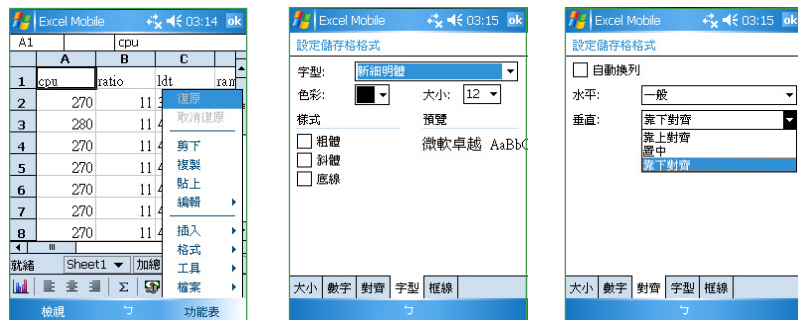 Excel Mobile 03:14 ok
A1 cpu
A B C
1 cpu ratio ldt ram
2 270 11
3 280 11
4 270 11
5 270 11
6 270 11
7 270 11
8 270 11
復原
取消復原
剪下
複製
貼上
編輯
插入
格式
工具
檔案
就緒 Sheet1 加總
檢視 功能表
Excel Mobile 03:15 ok
設定儲存格格式
字型: 新細明體
色彩: 大小: 12
樣式 預覽
粗體 微軟卓越 AaBbC
斜體
底線
大小 數字 對齊 字型 框線
Excel Mobile 03:15 ok
設定儲存格格式
自動換列
水平: 一般
垂直: 靠下對齊
靠上對齊
置中
靠下對齊
大小 數字 對齊 字型 框線